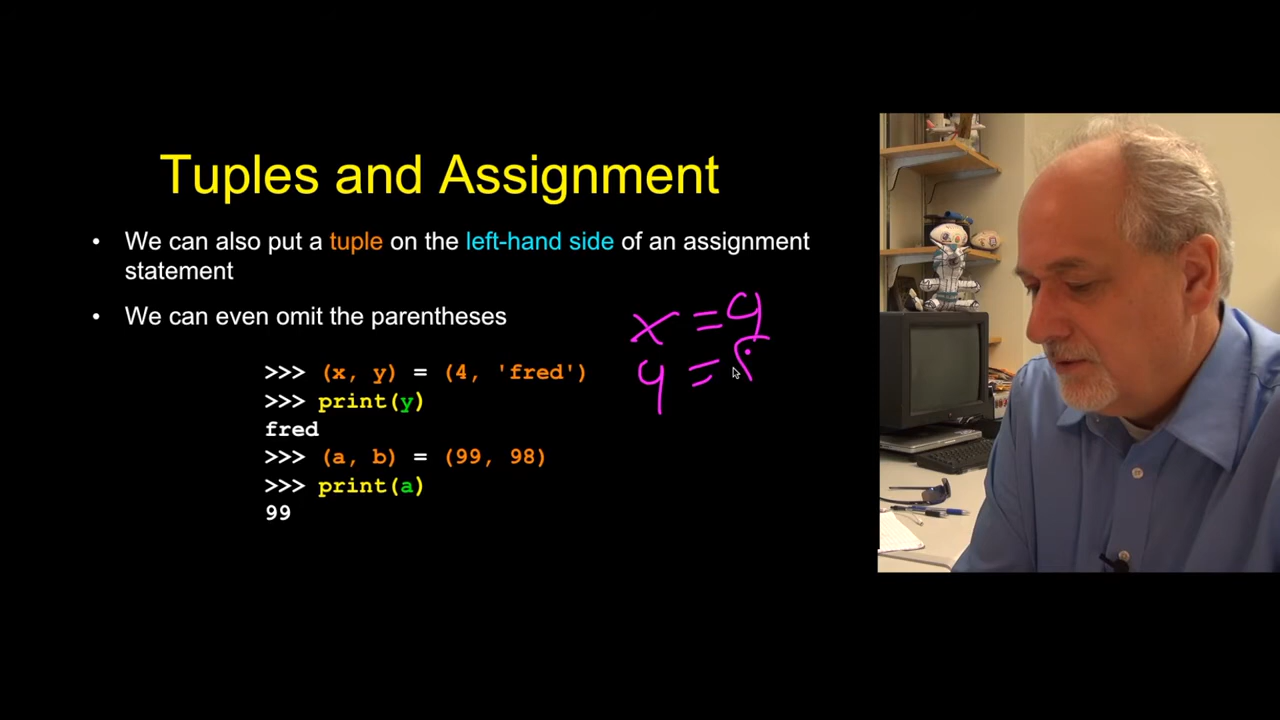 Tuples and Assignment
• We can also put a tuple on the left-hand side of an assignment
statement
• We can even omit the parentheses
x = 4
y =
>>> (x, y) = (4, 'fred')
>>> print(y)
fred
>>> (a, b) = (99, 98)
>>> print(a)
99